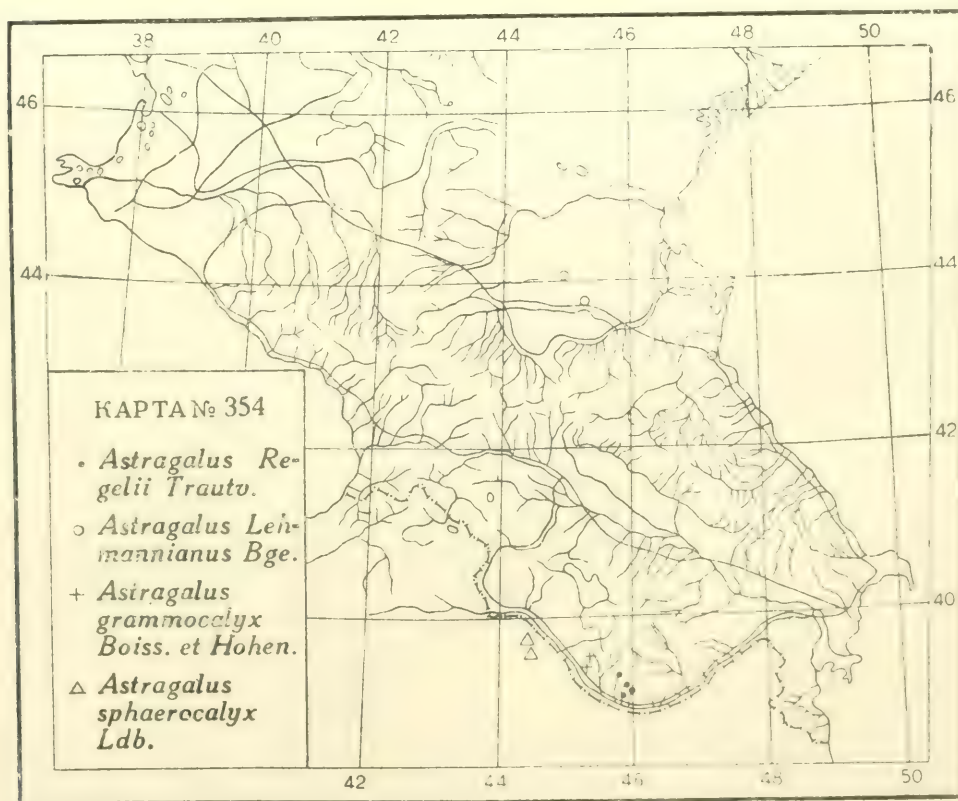 38 40 42 44 46 48 50
46 46
44 44
КАРТА № 354
• Astragalus Re-
gelii Trautv.
○ Astragalus Leh-
mannianus Bge.
+ Astragalus
grammocalyx
Boiss. et Hohen.
△ Astragalus
sphaerocalyx
Ldb.
42
40
42 44 46 48 50